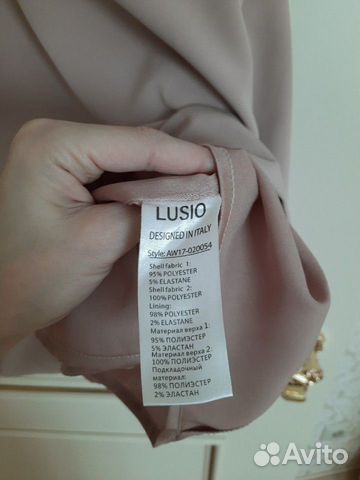 LUSIO
DESIGNED IN ITALY
Style: AW17-020054
Shell fabric 1:
95% POLYESTER
5% ELASTANE
Shell fabric 2:
100% POLYESTER
Lining:
98% POLYESTER
2% ELASTANE
Материал верха 1:
95% ПОЛИЭСТЕР
5% ЭЛАСТАН
Материал верха 2:
100% ПОЛИЭСТЕР
Подкладочный
материал:
98% ПОЛИЭСТЕР
2% ЭЛАСТАН
Avito